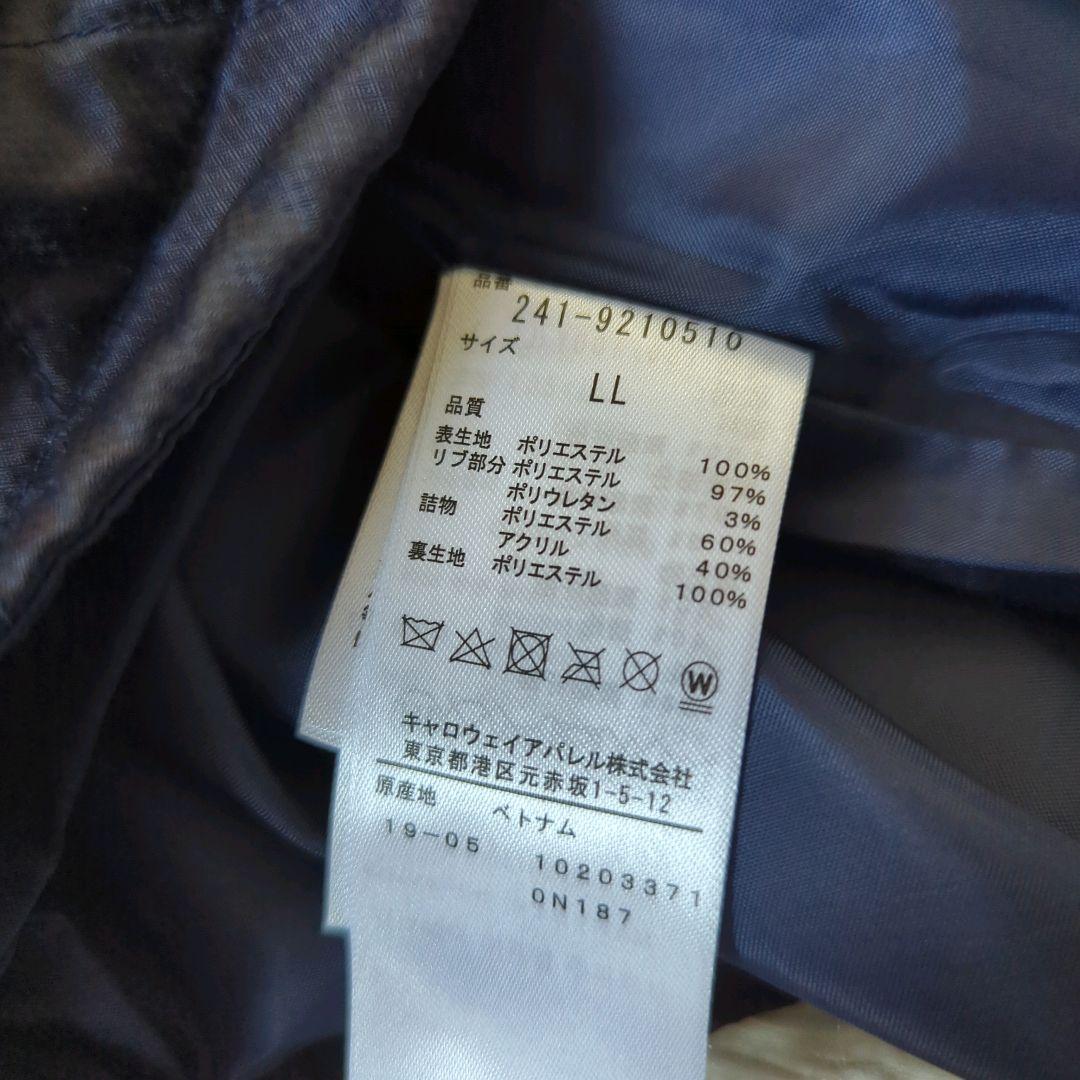 品番
241-9210510
サイズ
LL
品質
表生地 ポリエステル 100%
リブ部分 ポリエステル 97%
ポリウレタン 3%
詰物 ポリエステル 60%
アクリル 40%
裏生地 ポリエステル 100%
W
キャロウェイアパレル株式会社
東京都港区元赤坂1-5-12
原産地 ベトナム
19-05 10203371
0N187